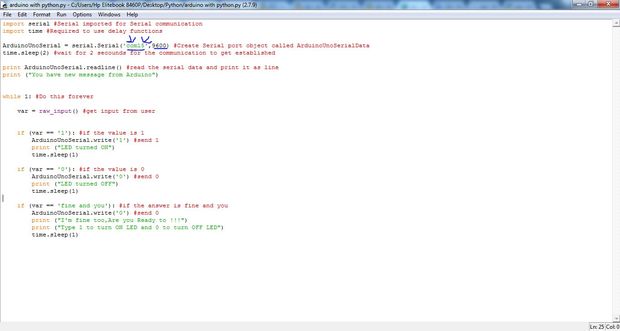 arduino with python.py - C:/Users/Hp Elitebook 8460P/Desktop/Python/arduino with python.py (2.7.9)
File Edit Format Run Options Windows Help
import serial #Serial imported for Serial communication
import time #Required to use delay functions
ArduinoUnoSerial = serial.Serial('com15',9600) #Create Serial port object called ArduinoUnoSerialData
time.sleep(2) #wait for 2 secounds for the communication to get established
print ArduinoUnoSerial.readline() #read the serial data and print it as line
print ("You have new message from Arduino")
while 1: #Do this forever
var = raw_input() #get input from user
if (var == '1'): #if the value is 1
ArduinoUnoSerial.write('1') #send 1
print ("LED turned ON")
time.sleep(1)
if (var == '0'): #if the value is 0
ArduinoUnoSerial.write('0') #send 0
print ("LED turned OFF")
time.sleep(1)
if (var == 'fine and you'): #if the answer is fine and you
ArduinoUnoSerial.write('0') #send 0
print ("I'm fine too,Are you Ready to !!!")
print ("Type 1 to turn ON LED and 0 to turn OFF LED")
time.sleep(1)
Ln: 25 Col: 0